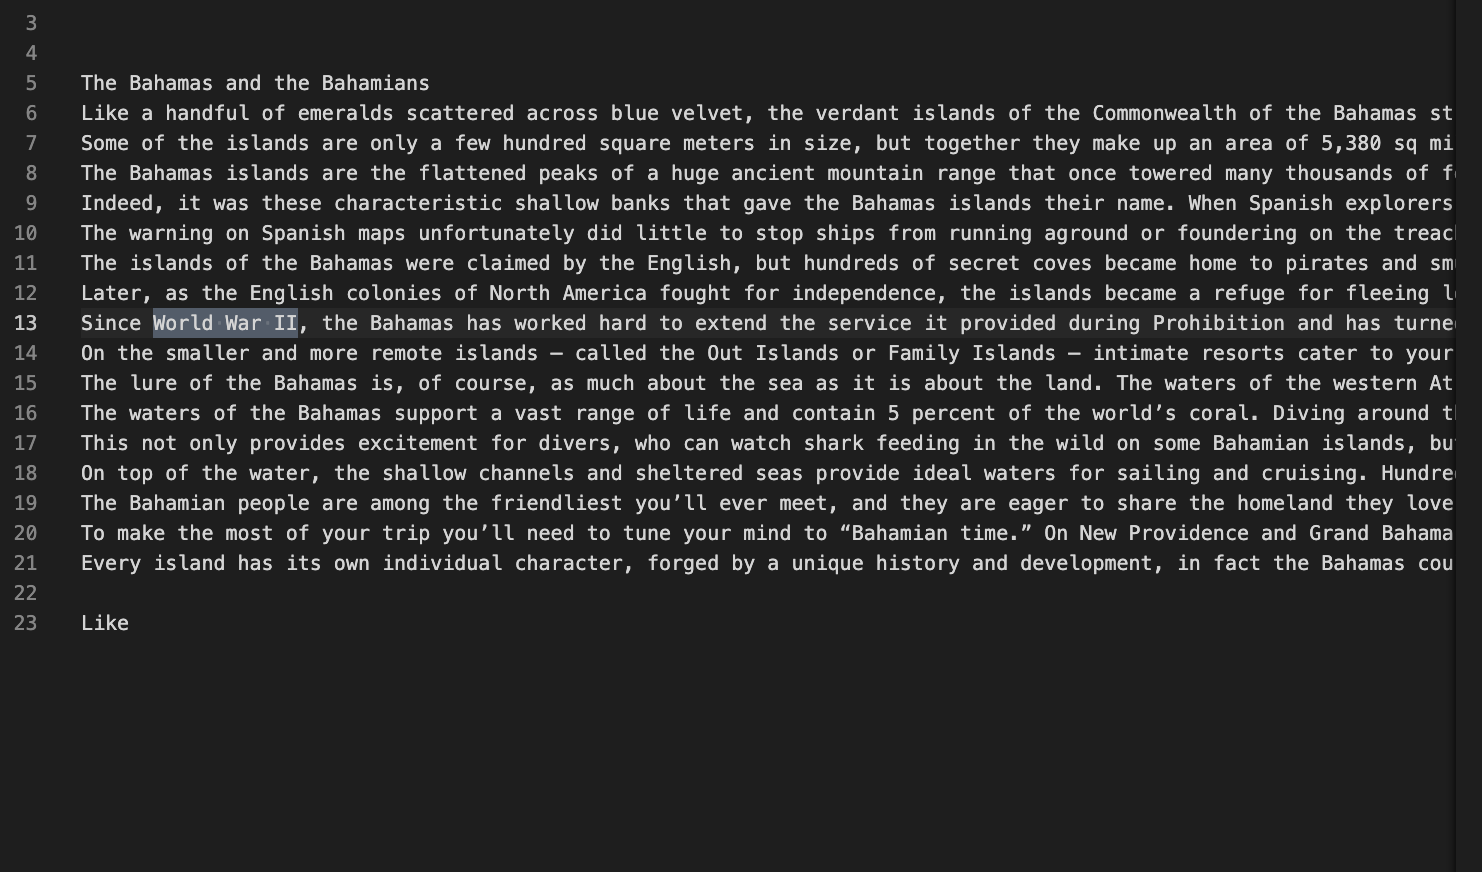 3
4
5 The Bahamas and the Bahamians
6 Like a handful of emeralds scattered across blue velvet, the verdant islands of the Commonwealth of the Bahamas st
7 Some of the islands are only a few hundred square meters in size, but together they make up an area of 5,380 sq mi
8 The Bahamas islands are the flattened peaks of a huge ancient mountain range that once towered many thousands of f
9 Indeed, it was these characteristic shallow banks that gave the Bahamas islands their name. When Spanish explorers
10 The warning on Spanish maps unfortunately did little to stop ships from running aground or foundering on the treac
11 The islands of the Bahamas were claimed by the English, but hundreds of secret coves became home to pirates and sm
12 Later, as the English colonies of North America fought for independence, the islands became a refuge for fleeing l
13 Since World War II, the Bahamas has worked hard to extend the service it provided during Prohibition and has turne
14 On the smaller and more remote islands — called the Out Islands or Family Islands — intimate resorts cater to your
15 The lure of the Bahamas is, of course, as much about the sea as it is about the land. The waters of the western At
16 The waters of the Bahamas support a vast range of life and contain 5 percent of the world’s coral. Diving around t
17 This not only provides excitement for divers, who can watch shark feeding in the wild on some Bahamian islands, bu
18 On top of the water, the shallow channels and sheltered seas provide ideal waters for sailing and cruising. Hundre
19 The Bahamian people are among the friendliest you’ll ever meet, and they are eager to share the homeland they love
20 To make the most of your trip you’ll need to tune your mind to “Bahamian time.” On New Providence and Grand Bahama
21 Every island has its own individual character, forged by a unique history and development, in fact the Bahamas cou
22
23 Like